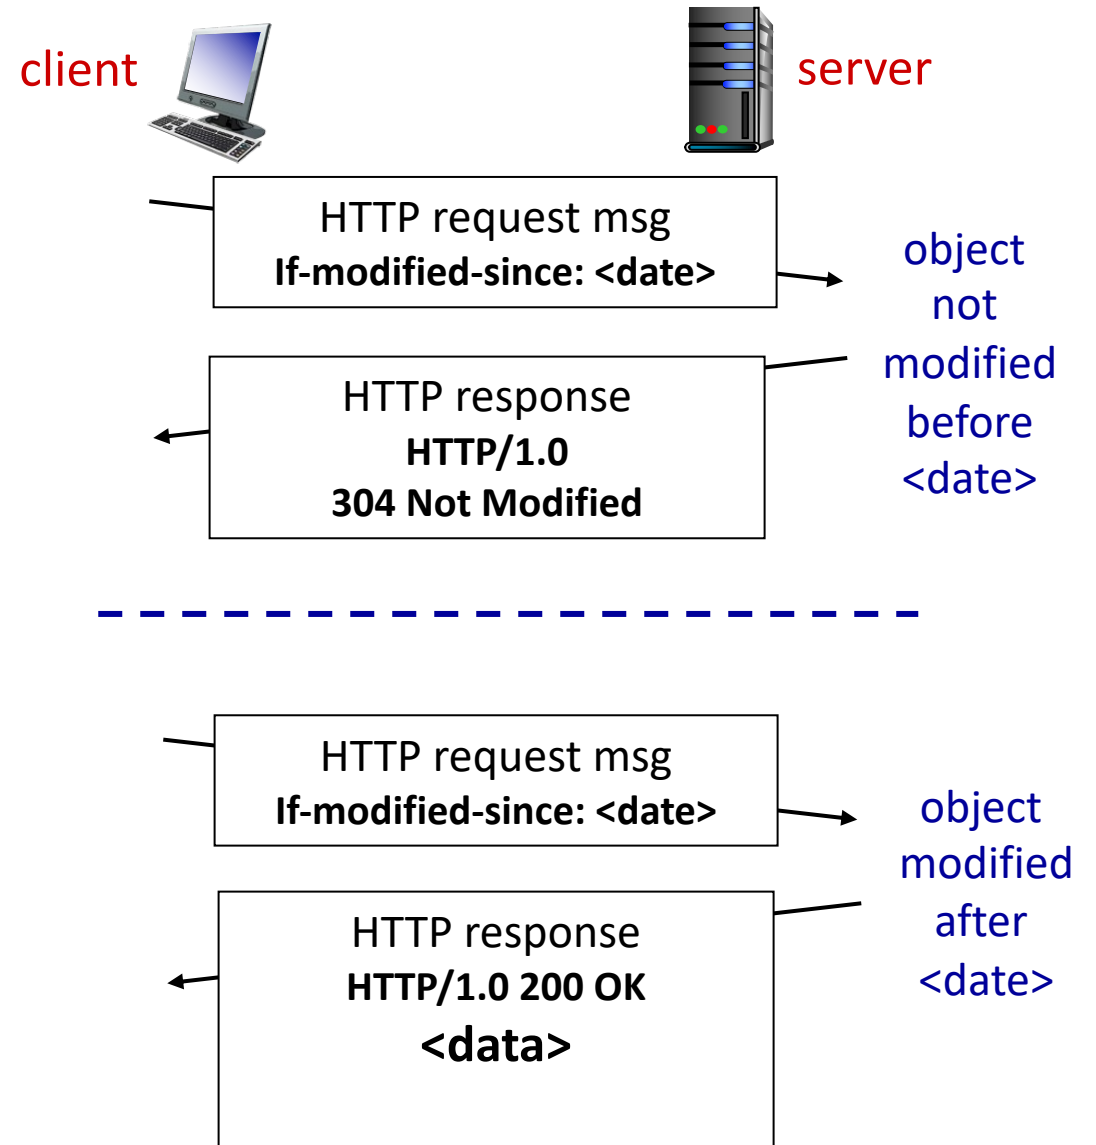 client
server
HTTP request msg
If-modified-since: <date>
object
not
modified
before
<date>
HTTP response
HTTP/1.0
304 Not Modified
HTTP request msg
If-modified-since: <date>
object
modified
after
<date>
HTTP response
HTTP/1.0 200 OK
<data>